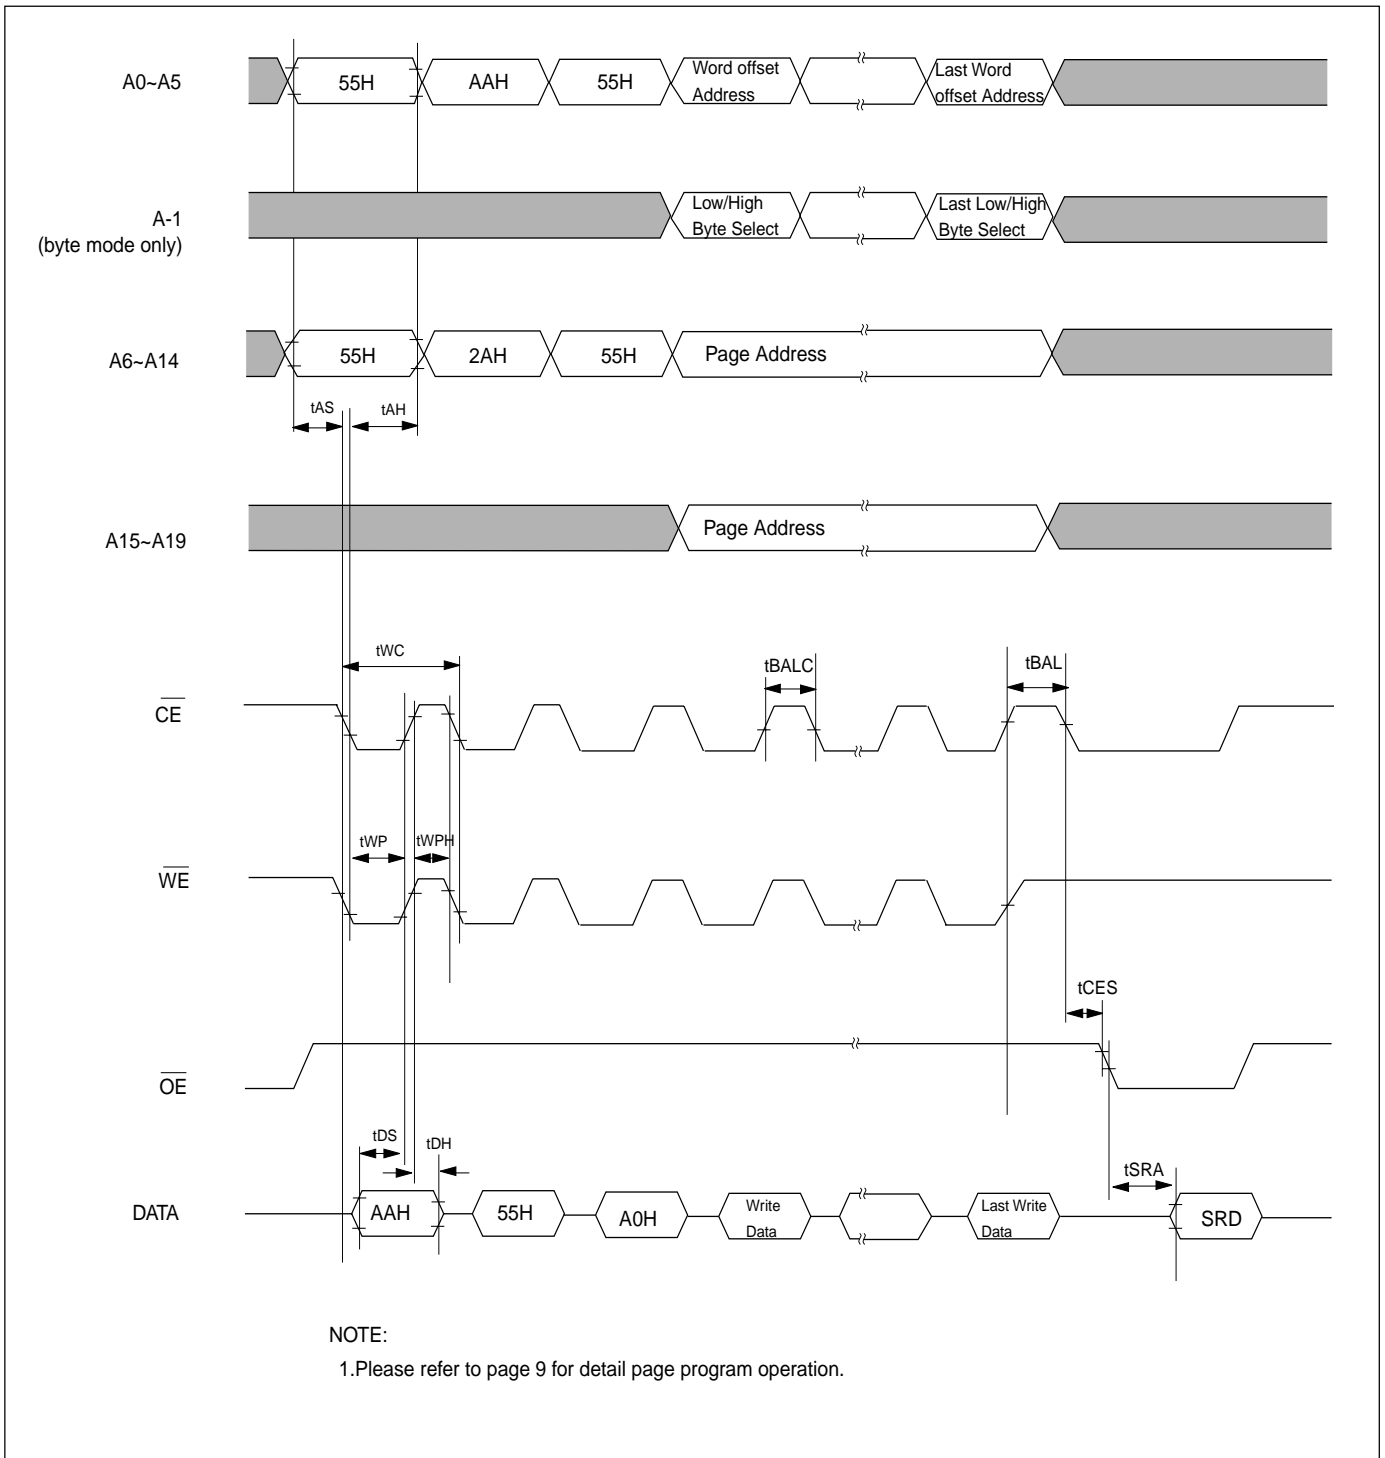 A0~A5
55H
AAH
55H
Word offset
Address
Last Word
offset Address
A-1
(byte mode only)
Low/High
Byte Select
Last Low/High
Byte Select
A6~A14
55H
2AH
55H
Page Address
tAS
tAH
A15~A19
Page Address
tWC
tBALC
tBAL
CE
tWP
tWPH
WE
tCES
OE
tDS
tDH
tSRA
DATA
AAH
55H
A0H
Write
Data
Last Write
Data
SRD
NOTE:
1.Please refer to page 9 for detail page program operation.